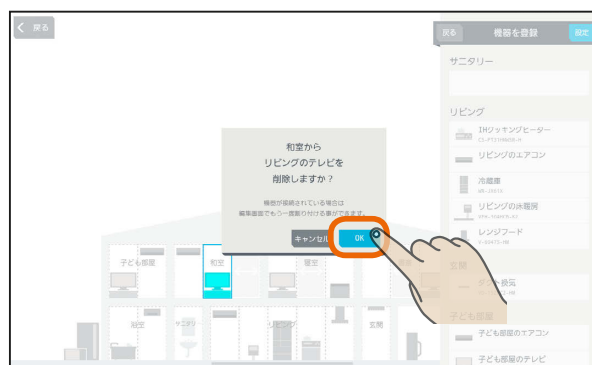 戻る
戻る
機器を登録
設定
サニタリー
リビング
IHクッキングヒーター
リビングのエアコン
冷蔵庫
リビングの床暖房
レンジフード
玄関
ダクト換気
子ども部屋
子ども部屋のエアコン
子ども部屋のテレビ
和室から
リビングのテレビを
削除しますか？
機器が接続されている場合は
編集画面でもう一度割り付ける事ができます。
キャンセル
OK
子ども部屋
和室
寝室
浴室
サニタリ
リビング
玄関